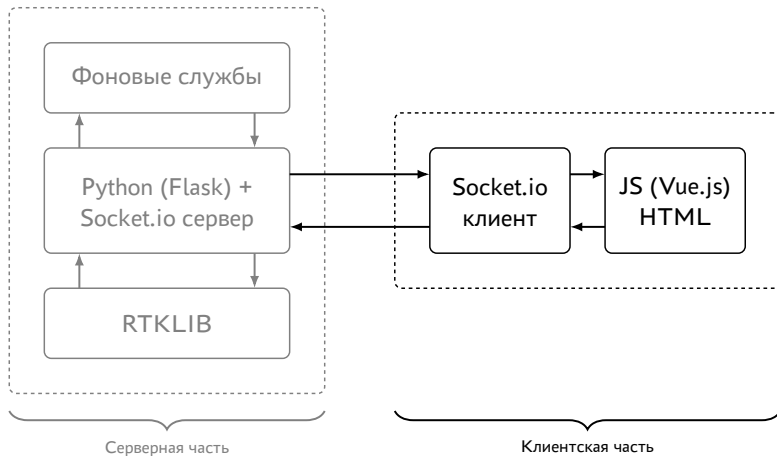 Фоновые службы
Python (Flask) +
Socket.io сервер
RTKLIB
Socket.io
клиент
JS (Vue.js)
HTML
Серверная часть
Клиентская часть